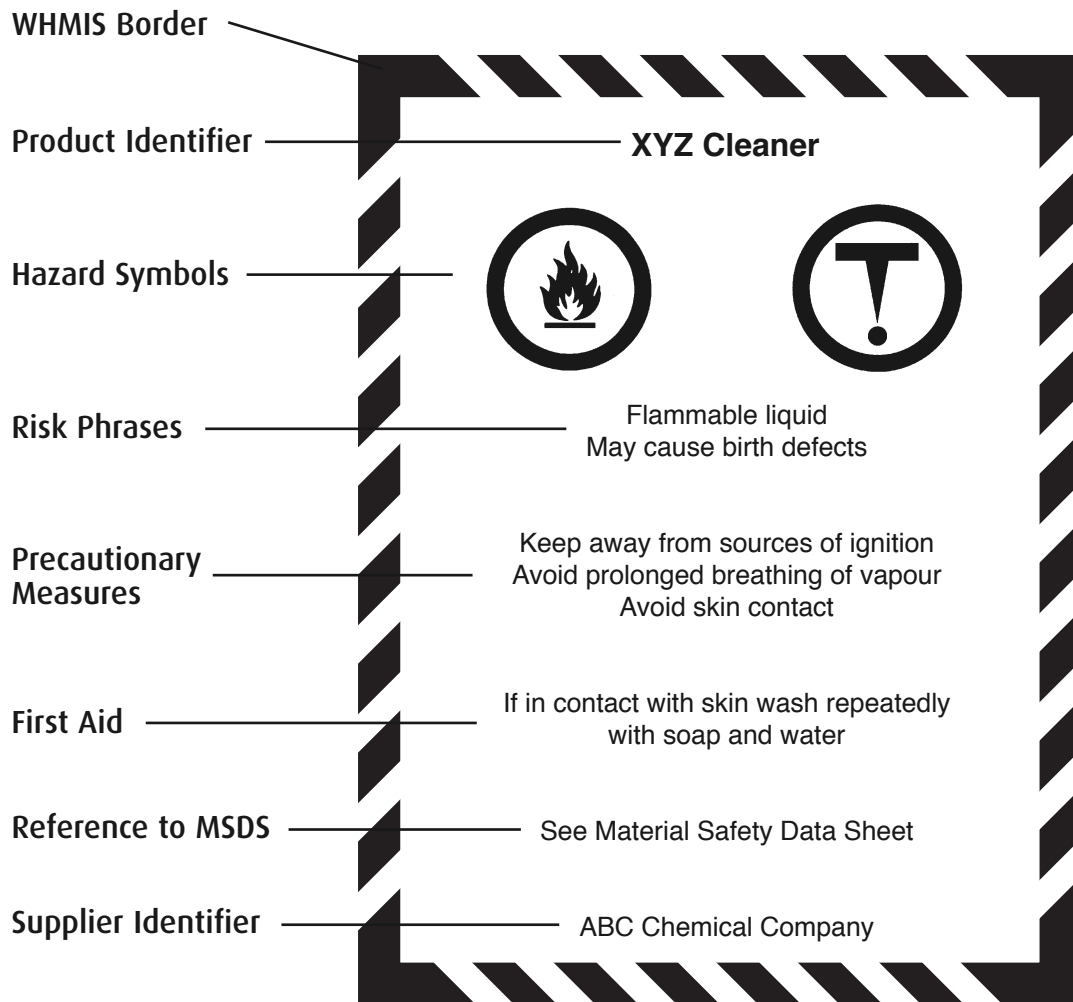 WHMIS Border
Product Identifier
XYZ Cleaner
Hazard Symbols
Risk Phrases
Flammable liquid
May cause birth defects
Precautionary
Measures
Keep away from sources of ignition
Avoid prolonged breathing of vapour
Avoid skin contact
First Aid
If in contact with skin wash repeatedly
with soap and water
Reference to MSDS
See Material Safety Data Sheet
Supplier Identifier
ABC Chemical Company